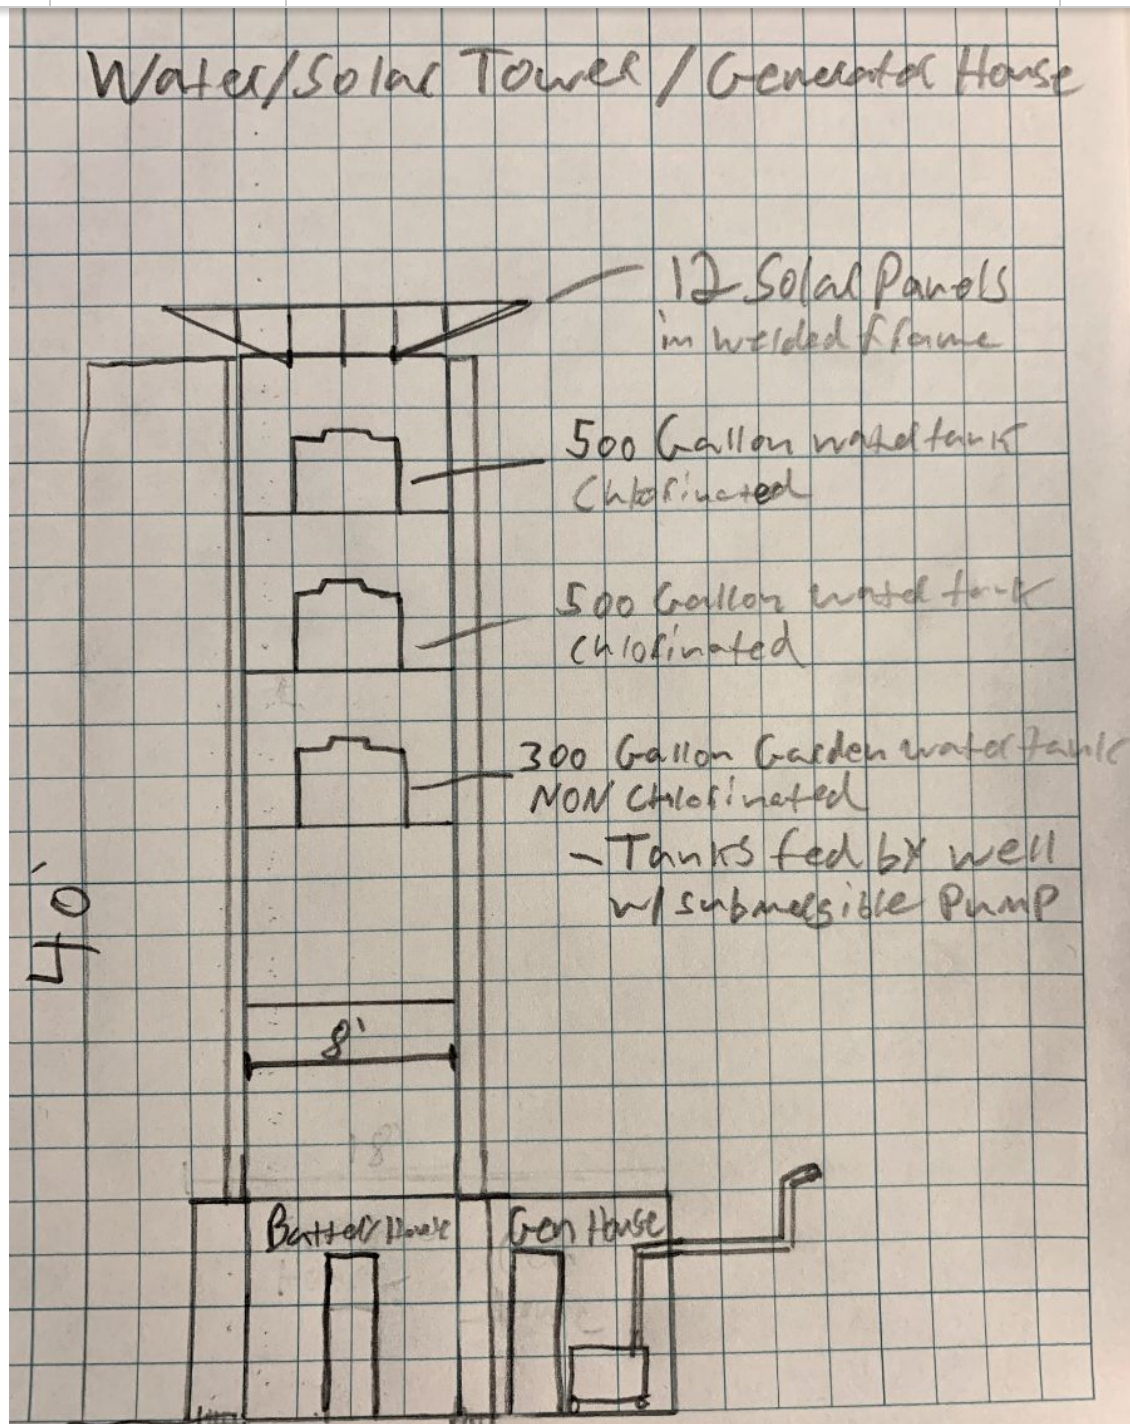 Water/Solar Tower / Generator House
12 Solar Panels
in welded frame
500 Gallon water tank
Chlorinated
500 Gallon water tank
Chlorinated
300 Gallon Garden water tank
NON Chlorinated
- Tanks fed by well
w/ submersible Pump
40'
8'
18'
Battery House
Gen House